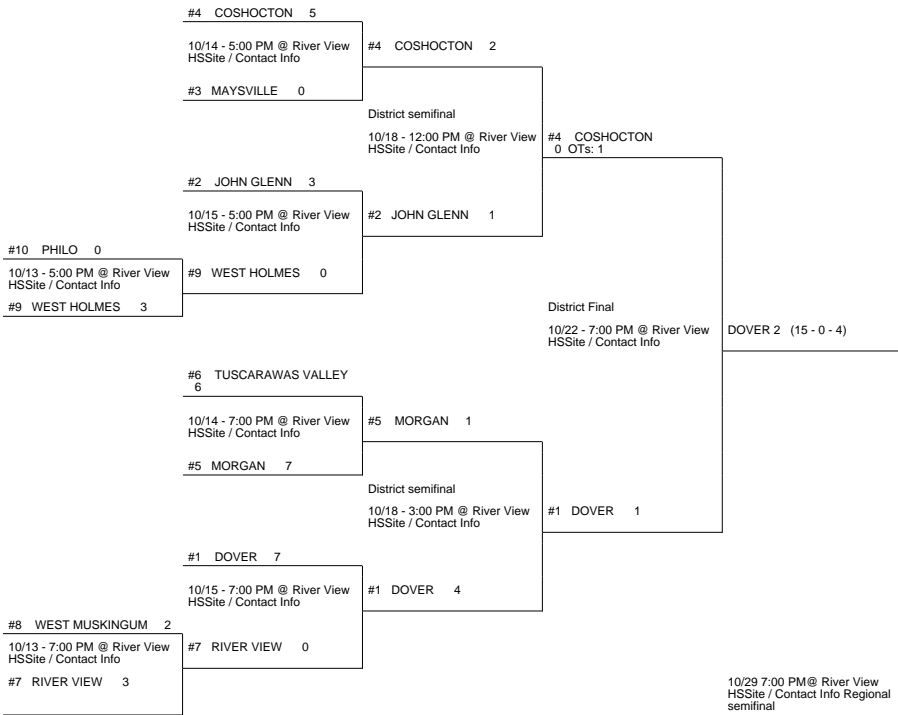 #4 COSHOCTON 5
10/14 - 5:00 PM @ River View
HSSite / Contact Info
#3 MAYSVILLE 0
#4 COSHOCTON 2
District semifinal
10/18 - 12:00 PM @ River View
HSSite / Contact Info
#4 COSHOCTON
0 OTs: 1
#2 JOHN GLENN 3
10/15 - 5:00 PM @ River View
HSSite / Contact Info
#2 JOHN GLENN 1
#10 PHILO 0
10/13 - 5:00 PM @ River View
HSSite / Contact Info
#9 WEST HOLMES 3
#9 WEST HOLMES 0
District Final
10/22 - 7:00 PM @ River View
HSSite / Contact Info
DOVER 2 (15 - 0 - 4)
#6 TUSCARAWAS VALLEY
6
10/14 - 7:00 PM @ River View
HSSite / Contact Info
#5 MORGAN 7
#5 MORGAN 1
District semifinal
10/18 - 3:00 PM @ River View
HSSite / Contact Info
#1 DOVER 1
#1 DOVER 7
10/15 - 7:00 PM @ River View
HSSite / Contact Info
#1 DOVER 4
#8 WEST MUSKINGUM 2
10/13 - 7:00 PM @ River View
HSSite / Contact Info
#7 RIVER VIEW 3
#7 RIVER VIEW 0
10/29 7:00 PM@ River View
HSSite / Contact Info Regional
semifinal